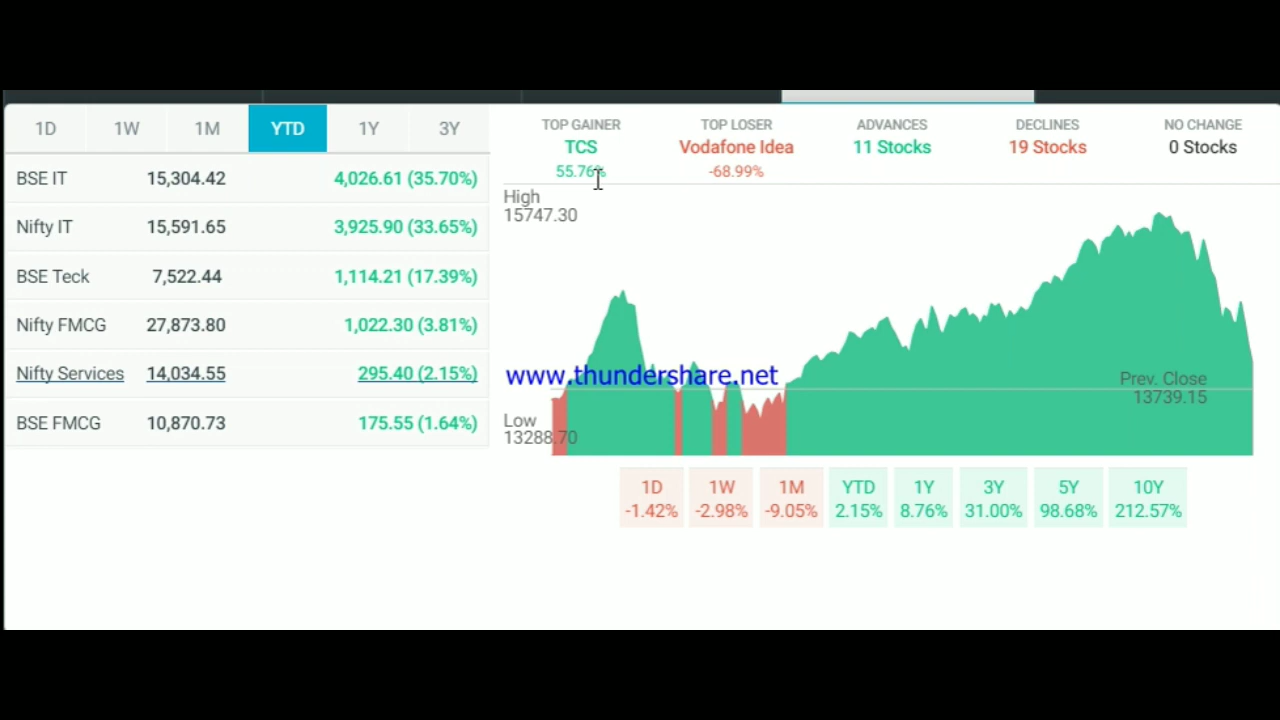 1D 1W 1M YTD 1Y 3Y
BSE IT 15,304.42 4,026.61 (35.70%)
Nifty IT 15,591.65 3,925.90 (33.65%)
BSE Teck 7,522.44 1,114.21 (17.39%)
Nifty FMCG 27,873.80 1,022.30 (3.81%)
Nifty Services 14,034.55 295.40 (2.15%)
BSE FMCG 10,870.73 175.55 (1.64%)
TOP GAINER TOP LOSER ADVANCES DECLINES NO CHANGE
TCS Vodafone Idea 11 Stocks 19 Stocks 0 Stocks
55.76% -68.99%
High
15747.30
www.thundershare.net
Prev. Close
13739.15
Low
13288.70
1D 1W 1M YTD 1Y 3Y 5Y 10Y
-1.42% -2.98% -9.05% 2.15% 8.76% 31.00% 98.68% 212.57%